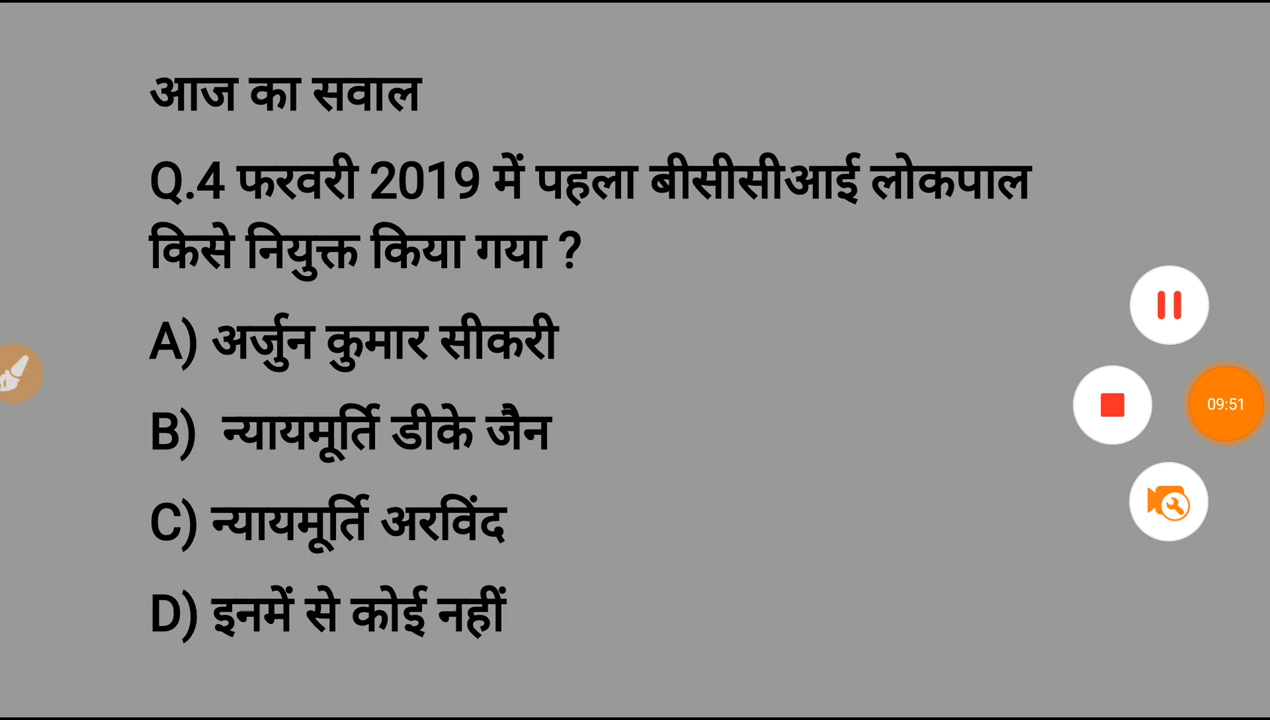 आज का सवाल
Q.4 फरवरी 2019 में पहला बीसीसीआई लोकपाल
किसे नियुक्त किया गया ?
A) अर्जुन कुमार सीकरी
B) न्यायमूर्ति डीके जैन
C) न्यायमूर्ति अरविंद
D) इनमें से कोई नहीं
09:51